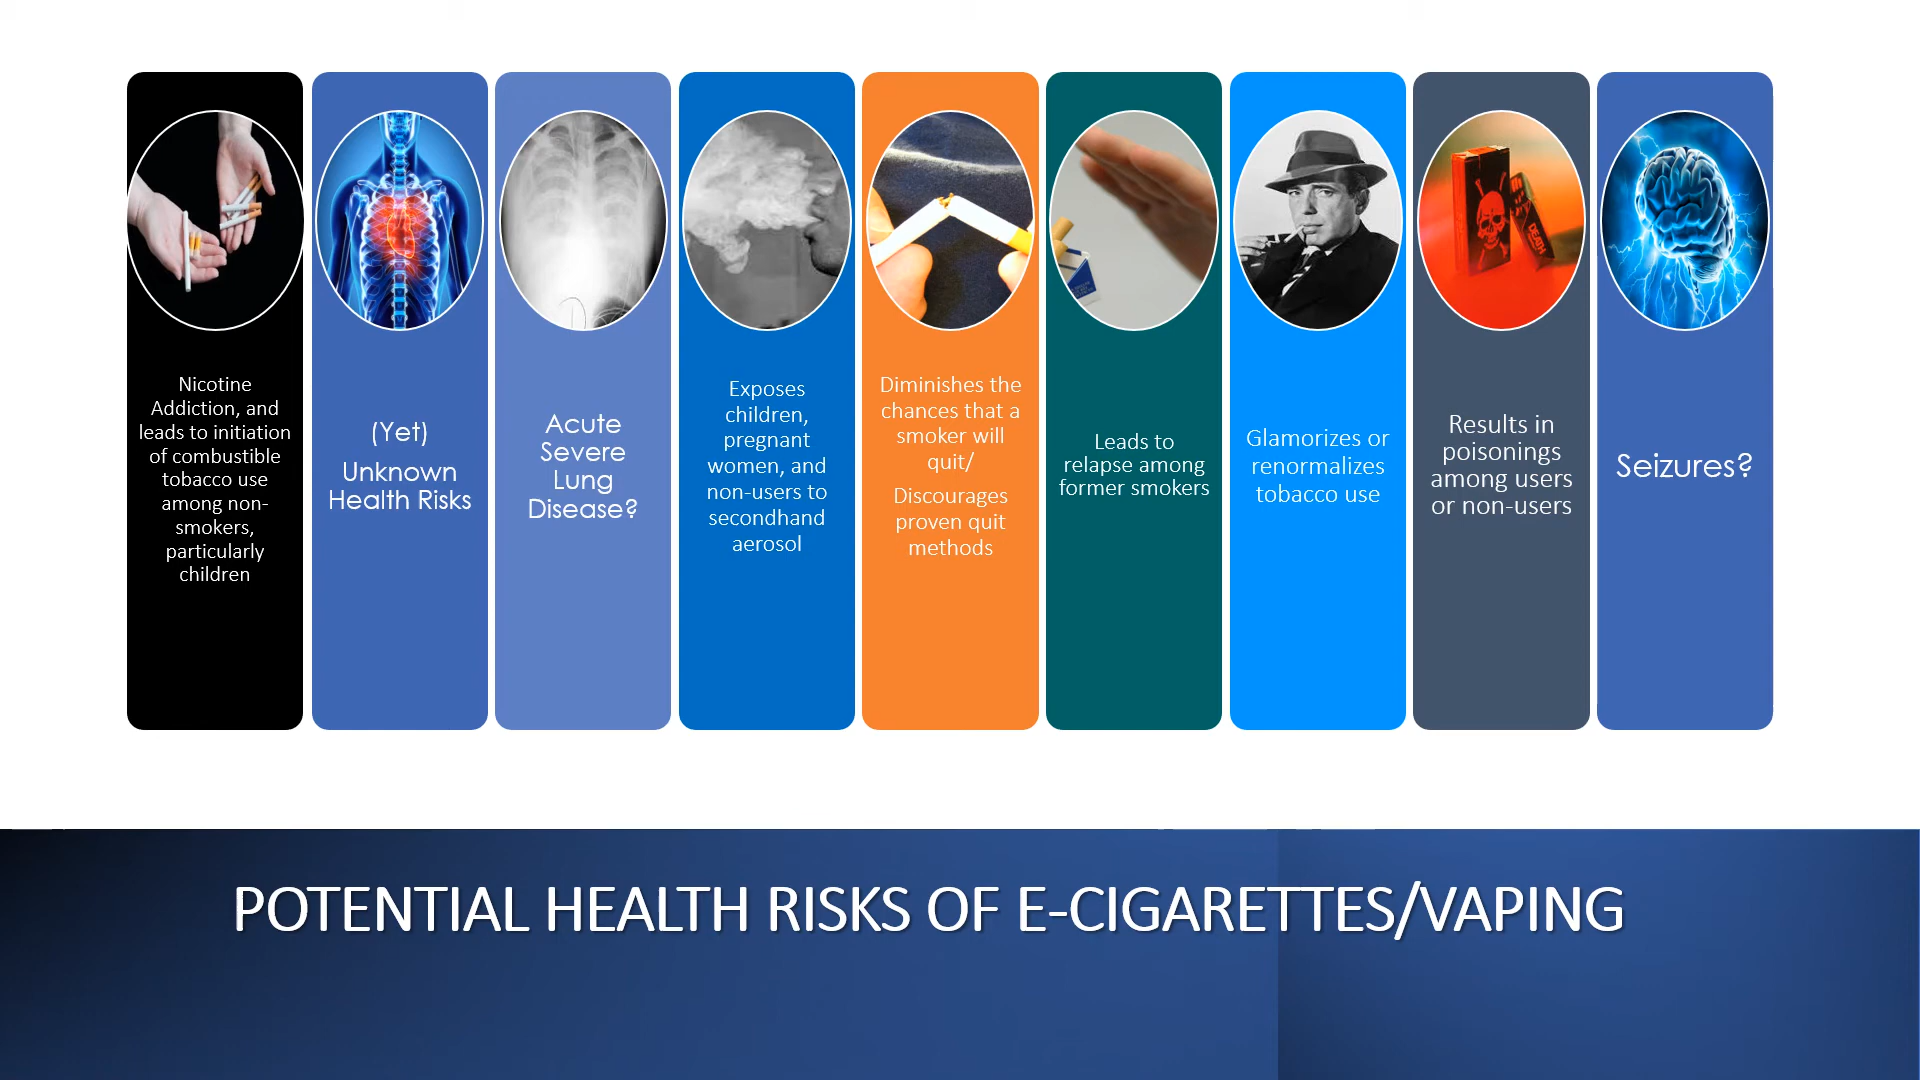 Nicotine
Addiction, and
leads to initiation
of combustible
tobacco use
among non-
smokers,
particularly
children
(Yet)
Unknown
Health Risks
Acute
Severe
Lung
Disease?
Exposes
children,
pregnant
women, and
non-users to
secondhand
aerosol
Diminishes the
chances that a
smoker will
quit/
Discourages
proven quit
methods
Leads to
relapse among
former smokers
Glamorizes or
renormalizes
tobacco use
DEATH
Results in
poisonings
among users
or non-users
Seizures?
POTENTIAL HEALTH RISKS OF E-CIGARETTES/VAPING